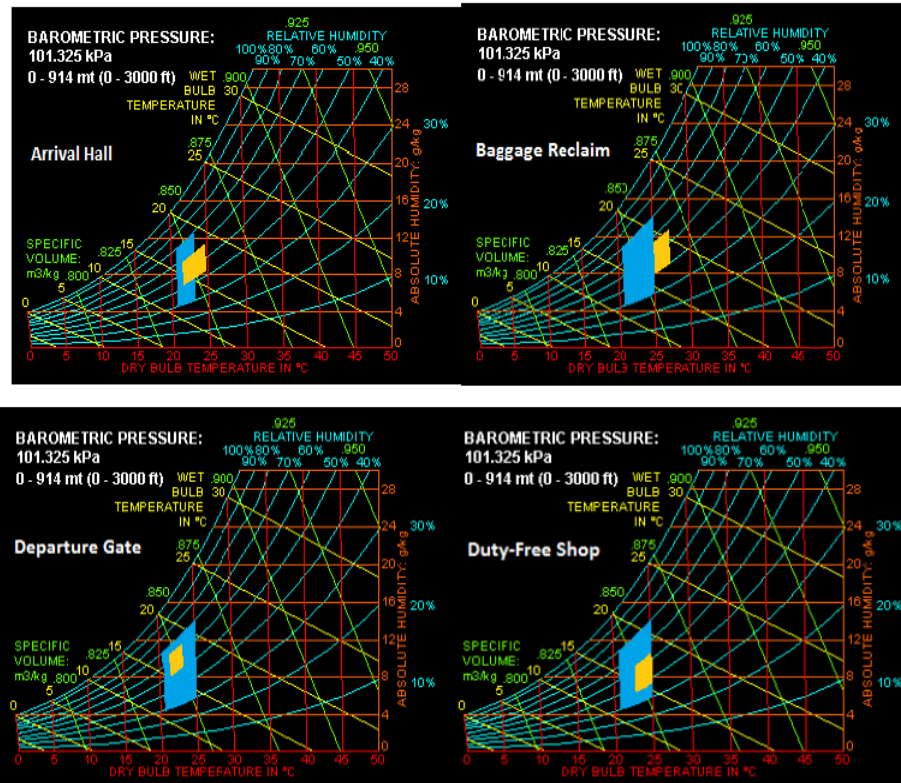 BAROMETRIC PRESSURE:
101.325 kPa
0 - 914 mt (0 - 3000 ft)
.925
RELATIVE HUMIDITY
100% 80% 60% .950
90% 70% 50% 40%
WET .900
BULB 30
TEMPERATURE
IN ºC
28
24
30%
Arrival Hall
.875
25
20
20%
.850
20
16
12
SPECIFIC
VOLUME:
m3/kg .800
.825 15
10
5
0
8
10%
4
0
ABSOLUTE HUMIDITY: g/kg
0 5 10 15 20 25 30 35 40 45 50
DRY BULB TEMPERATURE IN ºC
BAROMETRIC PRESSURE:
101.325 kPa
0 - 914 mt (0 - 3000 ft)
.925
RELATIVE HUMIDITY
100% 80% 60% .950
90% 70% 50% 40%
WET .900
BULB 30
TEMPERATURE
IN ºC
28
24
30%
Baggage Reclaim
.875
25
20
20%
.850
20
16
12
SPECIFIC
VOLUME:
m3/kg .800
.825 15
10
5
0
8
10%
4
0
ABSOLUTE HUMIDITY: g/kg
0 5 10 15 20 25 30 35 40 45 50
DRY BULB TEMPERATURE IN ºC
BAROMETRIC PRESSURE:
101.325 kPa
0 - 914 mt (0 - 3000 ft)
.925
RELATIVE HUMIDITY
100% 80% 60% .950
90% 70% 50% 40%
WET .900
BULB 30
TEMPERATURE
IN ºC
28
24
30%
Departure Gate
.875
25
20
20%
.850
20
16
12
SPECIFIC
VOLUME:
m3/kg .800
.825 15
10
5
0
8
10%
4
0
ABSOLUTE HUMIDITY: g/kg
0 5 10 15 20 25 30 35 40 45 50
DRY BULB TEMPERATURE IN ºC
BAROMETRIC PRESSURE:
101.325 kPa
0 - 914 mt (0 - 3000 ft)
.925
RELATIVE HUMIDITY
100% 80% 60% .950
90% 70% 50% 40%
WET .900
BULB 30
TEMPERATURE
IN ºC
28
24
30%
Duty-Free Shop
.875
25
20
20%
.850
20
16
12
SPECIFIC
VOLUME:
m3/kg .800
.825 15
10
5
0
8
10%
4
0
ABSOLUTE HUMIDITY: g/kg
0 5 10 15 20 25 30 35 40 45 50
DRY BULB TEMPERATURE IN ºC